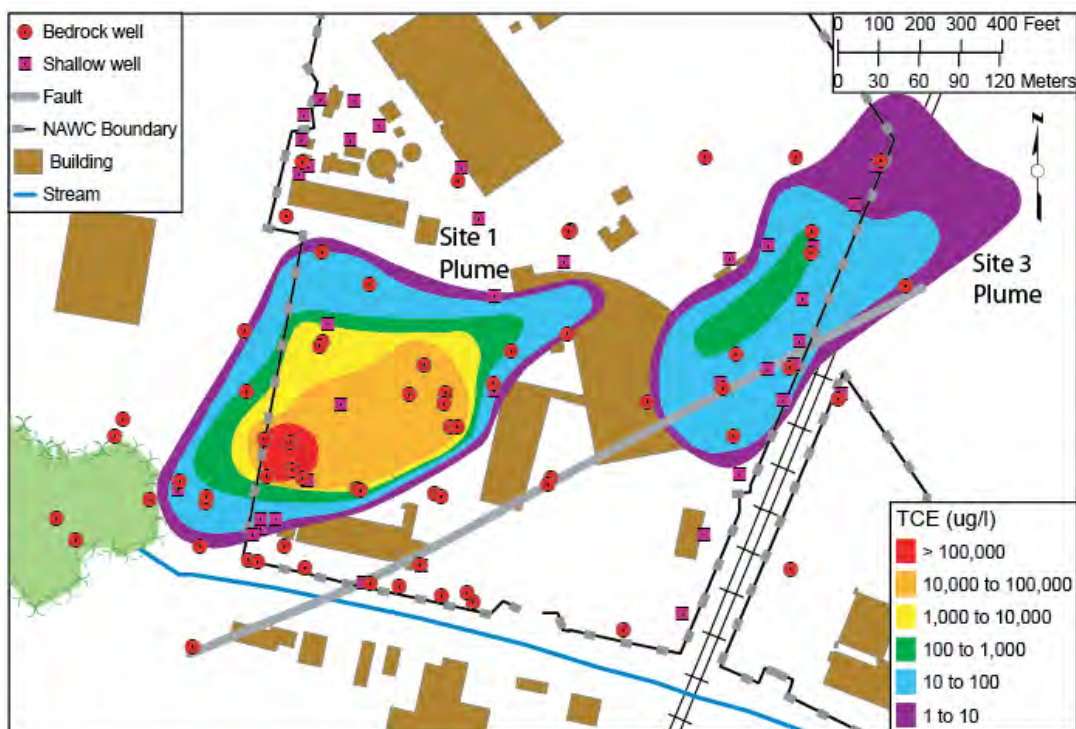 Bedrock well
Shallow well
Fault
NAWC Boundary
Building
Stream
0 100 200 300 400 Feet
0 30 60 90 120 Meters
N
Site 1
Plume
Site 3
Plume
TCE (ug/l)
> 100,000
10,000 to 100,000
1,000 to 10,000
100 to 1,000
10 to 100
1 to 10